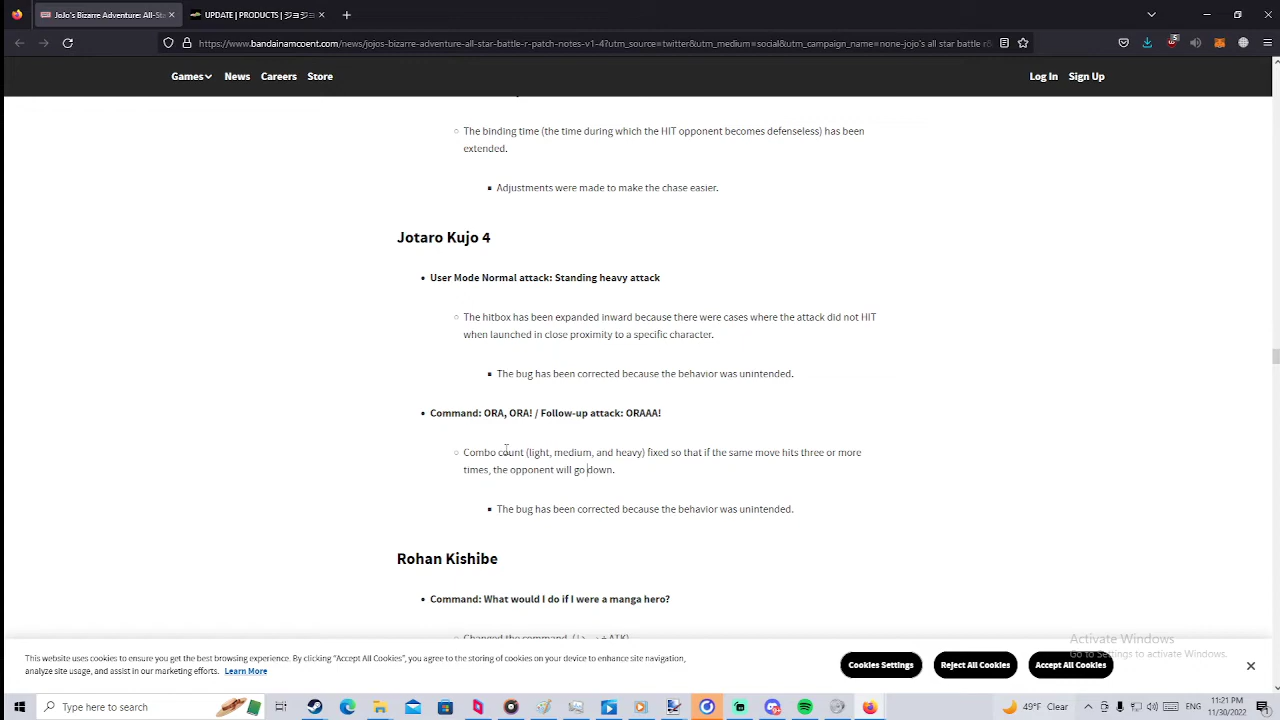 JoJo's Bizarre Adventure: All-Sta
UPDATE | PRODUCTS | ジョジョ
https://www.bandainamcoent.com/news/jojos-bizarre-adventure-all-star-battle-r-patch-notes-v1-4?utm_source=twitter&utm_medium=social&utm_campaign_name=none-jojo's all star battle r
Games
News
Careers
Store
Log In
Sign Up
The binding time (the time during which the HIT opponent becomes defenseless) has been
extended.
Adjustments were made to make the chase easier.
Jotaro Kujo 4
User Mode Normal attack: Standing heavy attack
The hitbox has been expanded inward because there were cases where the attack did not HIT
when launched in close proximity to a specific character.
The bug has been corrected because the behavior was unintended.
Command: ORA, ORA! / Follow-up attack: ORAAA!
Combo count (light, medium, and heavy) fixed so that if the same move hits three or more
times, the opponent will go down.
The bug has been corrected because the behavior was unintended.
Rohan Kishibe
Command: What would I do if I were a manga hero?
Changed the command.
This website uses cookies to ensure you get the best browsing experience. By clicking "Accept All Cookies", you agree to the storing of cookies on your device to enhance site navigation,
analyze site usage, and assist in our marketing efforts. Learn More
Cookies Settings
Reject All Cookies
Accept All Cookies
Activate Windows
Go to Settings to activate Windows.
Type here to search
49°F Clear
11:21 PM
11/30/2022